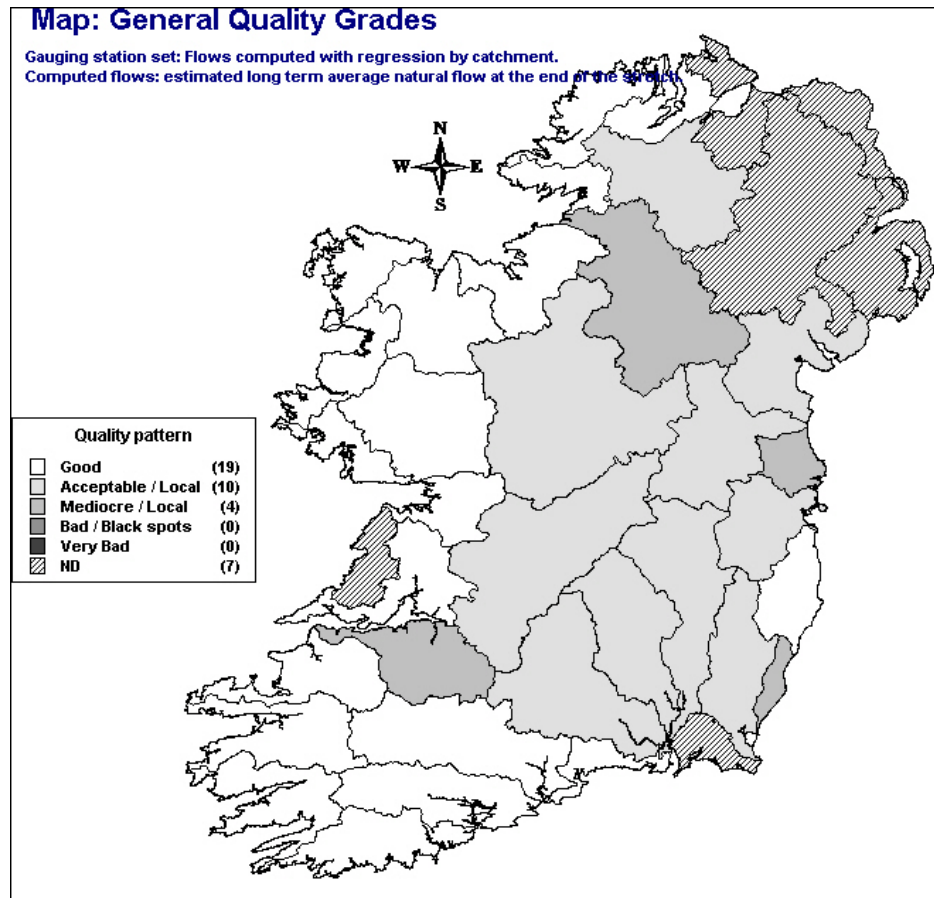 Map: General Quality Grades
Gauging station set: Flows computed with regression by catchment.
Computed flows: estimated long term average natural flow at the end of the stretch.
N
W E
S
Quality pattern
Good (19)
Acceptable / Local (10)
Mediocre / Local (4)
Bad / Black spots (0)
Very Bad (0)
ND (7)